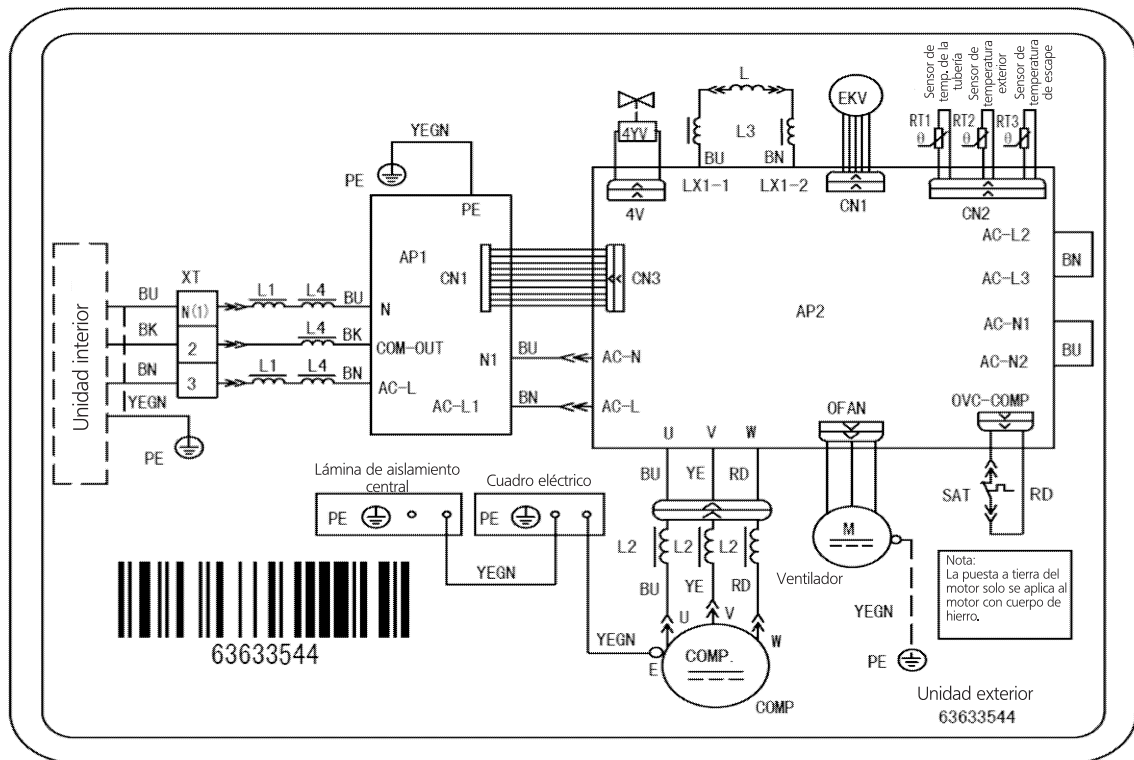 Sensor de
temp. de la
tubería
Sensor de
temperatura
exterior
Sensor de
temperatura
de escape
L
EKV
4YV
L3
RT1
RT2
RT3
θ
θ
θ
YEGN
BU
BN
PE
LX1-1
LX1-2
4V
CN1
CN2
PE
AC-L2
AP1
BN
XT
CN1
CN3
AC-L3
Unidad interior
BU
N(1)
L1
L4
BU
N
AP2
AC-N1
BK
2
L4
BK
COM-OUT
N1
BU
AC-N
BU
AC-N2
BN
3
L1
L4
BN
AC-L
YEGN
AC-L1
BN
AC-L
OFAN
OVC-COMP
PE
U
V
W
Lámina de aislamiento
central
Cuadro eléctrico
BU
YE
RD
SAT
RD
PE
PE
M
L2
L2
L2
YEGN
Ventilador
Nota:
La puesta a tierra del
motor solo se aplica al
motor con cuerpo de
hierro.
BU
YE
RD
YEGN
U
V
W
YEGN
E
COMP.
PE
63633544
COMP
Unidad exterior
63633544